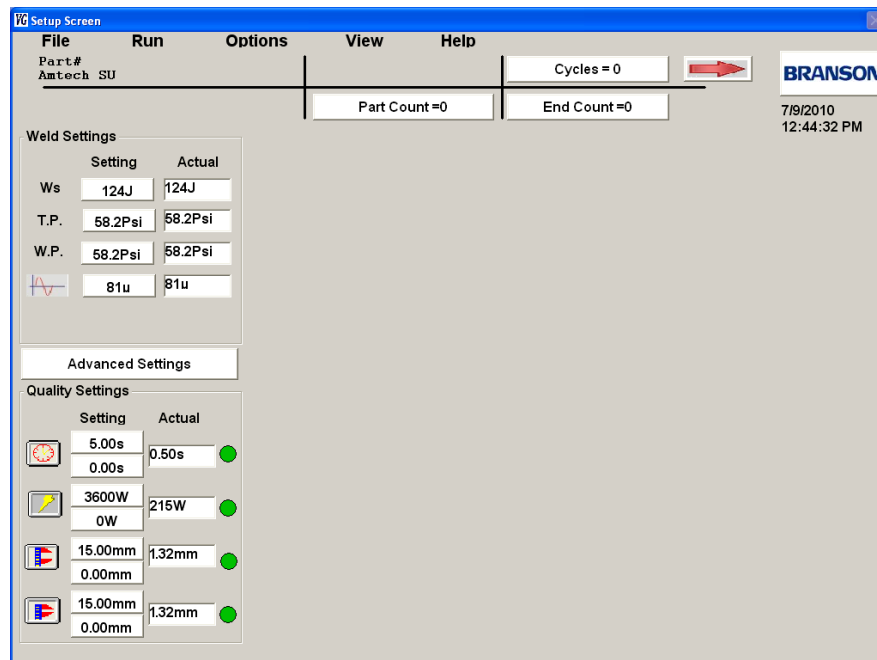 VG Setup Screen
File Run Options View Help
Part#
Amtech SU
Cycles = 0
BRANSON
Part Count =0 End Count =0
7/9/2010
12:44:32 PM
Weld Settings
Setting Actual
Ws 124J 124J
T.P. 58.2Psi 58.2Psi
W.P. 58.2Psi 58.2Psi
81u 81u
Advanced Settings
Quality Settings
Setting Actual
5.00s
0.50s
0.00s
3600W
215W
0W
15.00mm
1.32mm
0.00mm
15.00mm
1.32mm
0.00mm